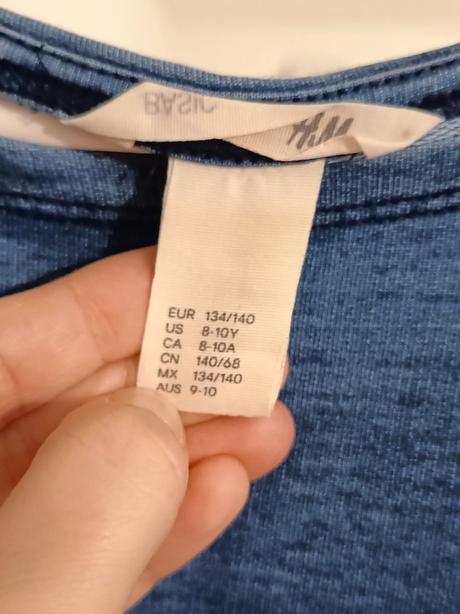 BASIC
H&M
EUR 134/140
US 8-10Y
CA 8-10A
CN 140/68
MX 134/140
AUS 9-10